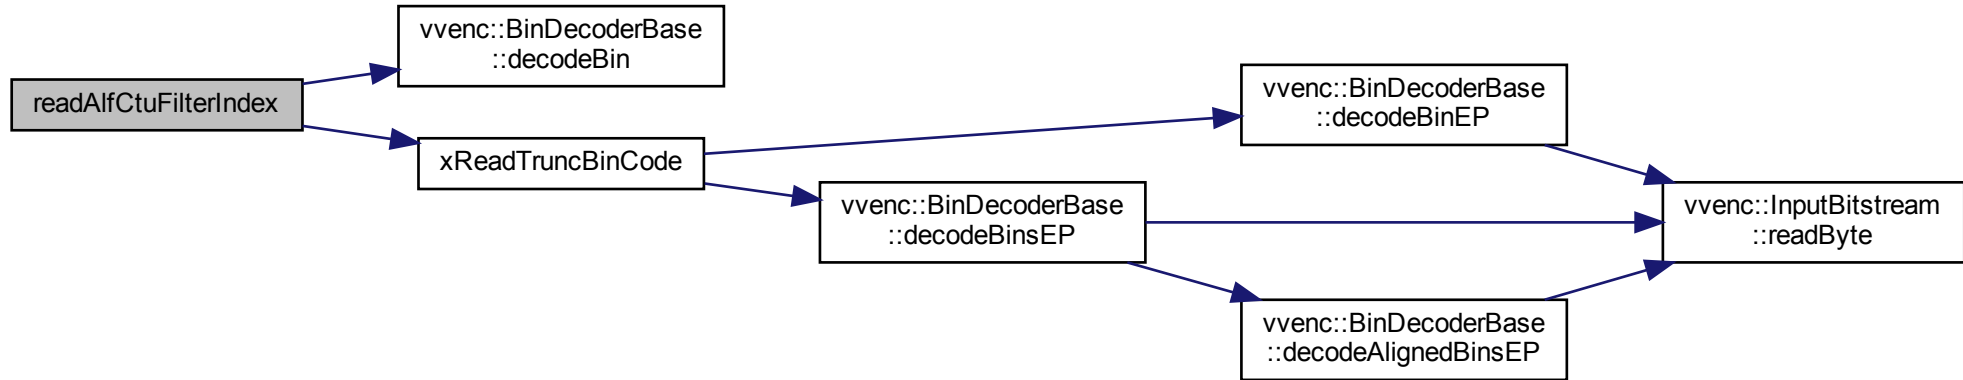 readAlfCtuFilterIndex
vvenc::BinDecoderBase
::decodeBin
xReadTruncBinCode
vvenc::BinDecoderBase
::decodeBinEP
vvenc::BinDecoderBase
::decodeBinsEP
vvenc::BinDecoderBase
::decodeAlignedBinsEP
vvenc::InputBitstream
::readByte